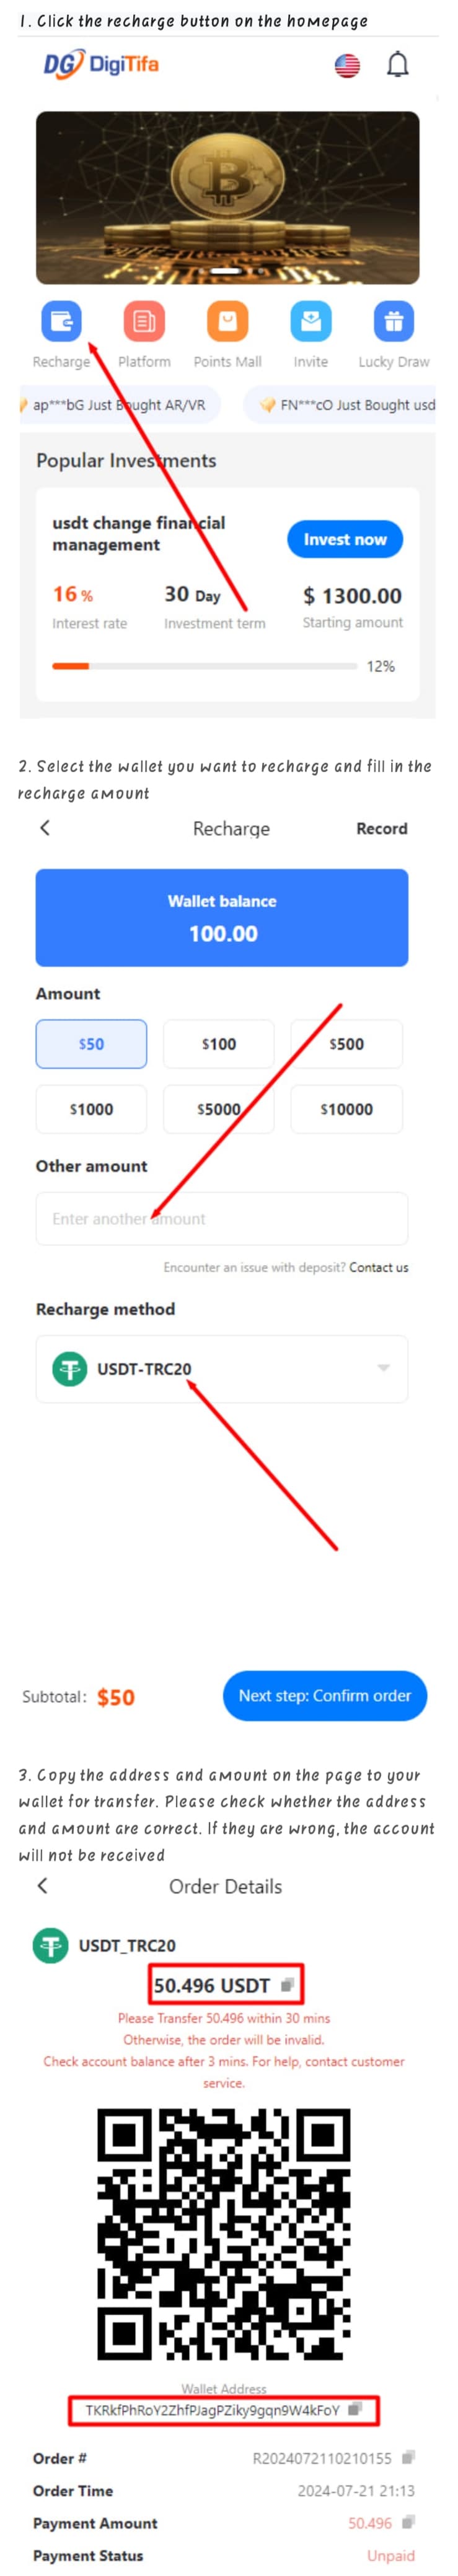 1. Click the recharge button on the homepage
DG DigiTifa
Recharge Platform Points Mall Invite Lucky Draw
ap***bG Just Bought AR/VR FN***cO Just Bought usd
Popular Investments
usdt change financial
management
Invest now
16 % 30 Day $ 1300.00
Interest rate Investment term Starting amount
12%
2. Select the wallet you want to recharge and fill in the
recharge amount
Recharge Record
Wallet balance
100.00
Amount
$50 $100 $500
$1000 $5000 $10000
Other amount
Enter another amount
Encounter an issue with deposit? Contact us
Recharge method
USDT-TRC20
Subtotal: $50 Next step: Confirm order
3. Copy the address and amount on the page to your
wallet for transfer. Please check whether the address
and amount are correct. If they are wrong, the account
will not be received
Order Details
USDT_TRC20
50.496 USDT
Please Transfer 50.496 within 30 mins
Otherwise, the order will be invalid.
Check account balance after 3 mins. For help, contact customer
service.
Wallet Address
TKRkfPhRoY2ZhfPJagPZiky9gqn9W4kFoY
Order # R2024072110210155
Order Time 2024-07-21 21:13
Payment Amount 50.496
Payment Status Unpaid